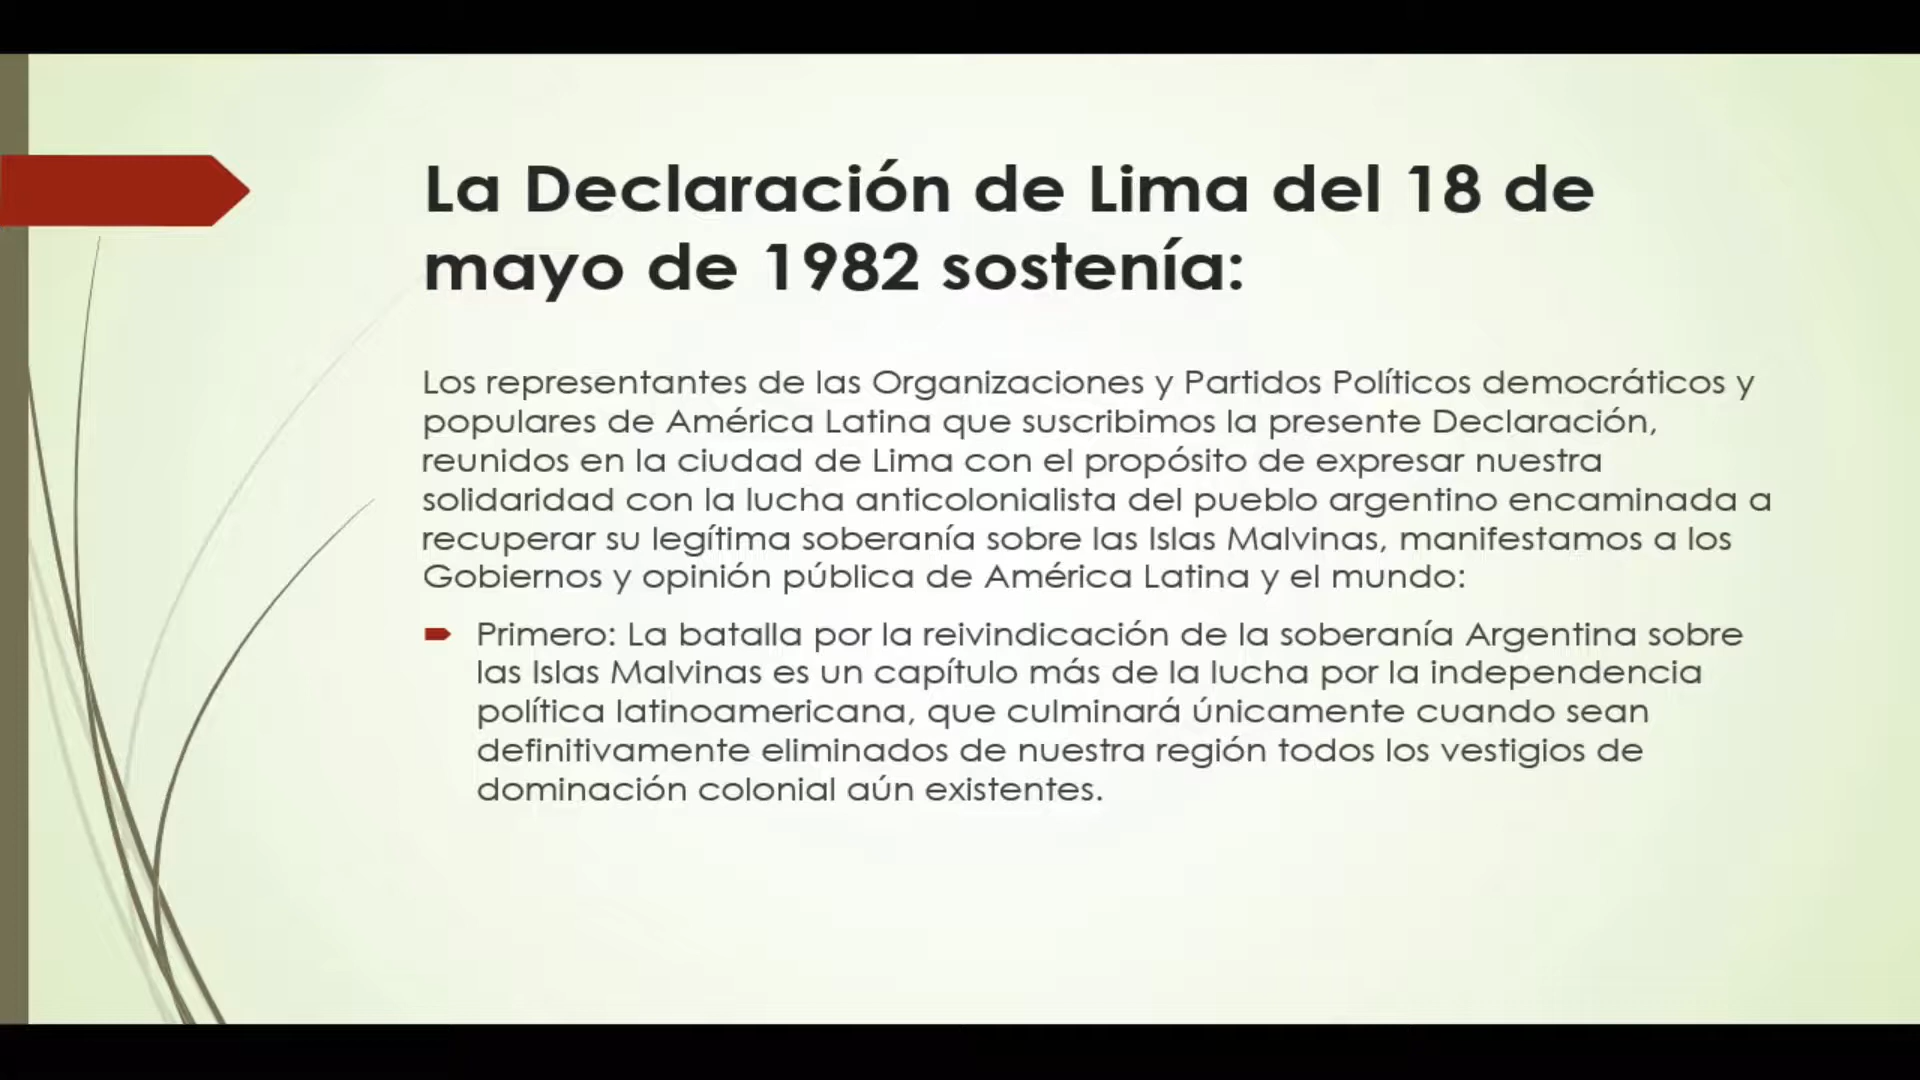 La Declaración de Lima del 18 de
mayo de 1982 sostenía:
Los representantes de las Organizaciones y Partidos Políticos democráticos y
populares de América Latina que suscribimos la presente Declaración,
reunidos en la ciudad de Lima con el propósito de expresar nuestra
solidaridad con la lucha anticolonialista del pueblo argentino encaminada a
recuperar su legítima soberanía sobre las Islas Malvinas, manifestamos a los
Gobiernos y opinión pública de América Latina y el mundo:
Primero: La batalla por la reivindicación de la soberanía Argentina sobre
las Islas Malvinas es un capítulo más de la lucha por la independencia
política latinoamericana, que culminará únicamente cuando sean
definitivamente eliminados de nuestra región todos los vestigios de
dominación colonial aún existentes.